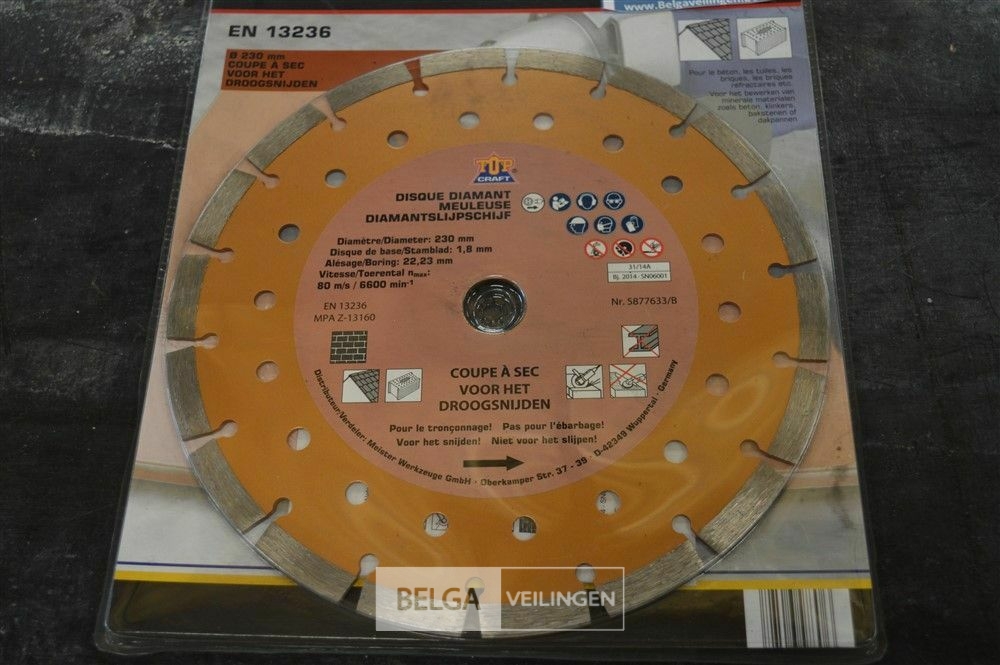 www.Belgaveilingen.b
EN 13236
Ø 230 mm
COUPE À SEC
VOOR HET
DROOGSNIJDEN
Pour le béton, les tuiles, les
briques, les briques
réfractaires etc.
Voor het bewerken van
minerale materialen
zoals beton, klinkers,
bakstenen of
dakpannen
TOP
CRAFT
DISQUE DIAMANT
MEULEUSE
DIAMANTSLIJPSCHIJF
Diamètre/Diameter: 230 mm
Disque de base/Stamblad: 1,8 mm
Alésage/Boring: 22,23 mm
Vitesse/Toerental nmax:
80 m/s / 6600 min-1
31/14A
BJ. 2014 - SN06001
EN 13236
MPA Z-13160
Nr. 5877633/B
COUPE À SEC
VOOR HET
DROOGSNIJDEN
Pour le tronçonnage! Pas pour l'ébarbage!
Voor het snijden! Niet voor het slijpen!
Distributeur/Verdeler: Meister Werkzeuge GmbH · Oberkamper Str. 37 - 39 · D-42349 Wuppertal · Germany
BELGA VEILINGEN